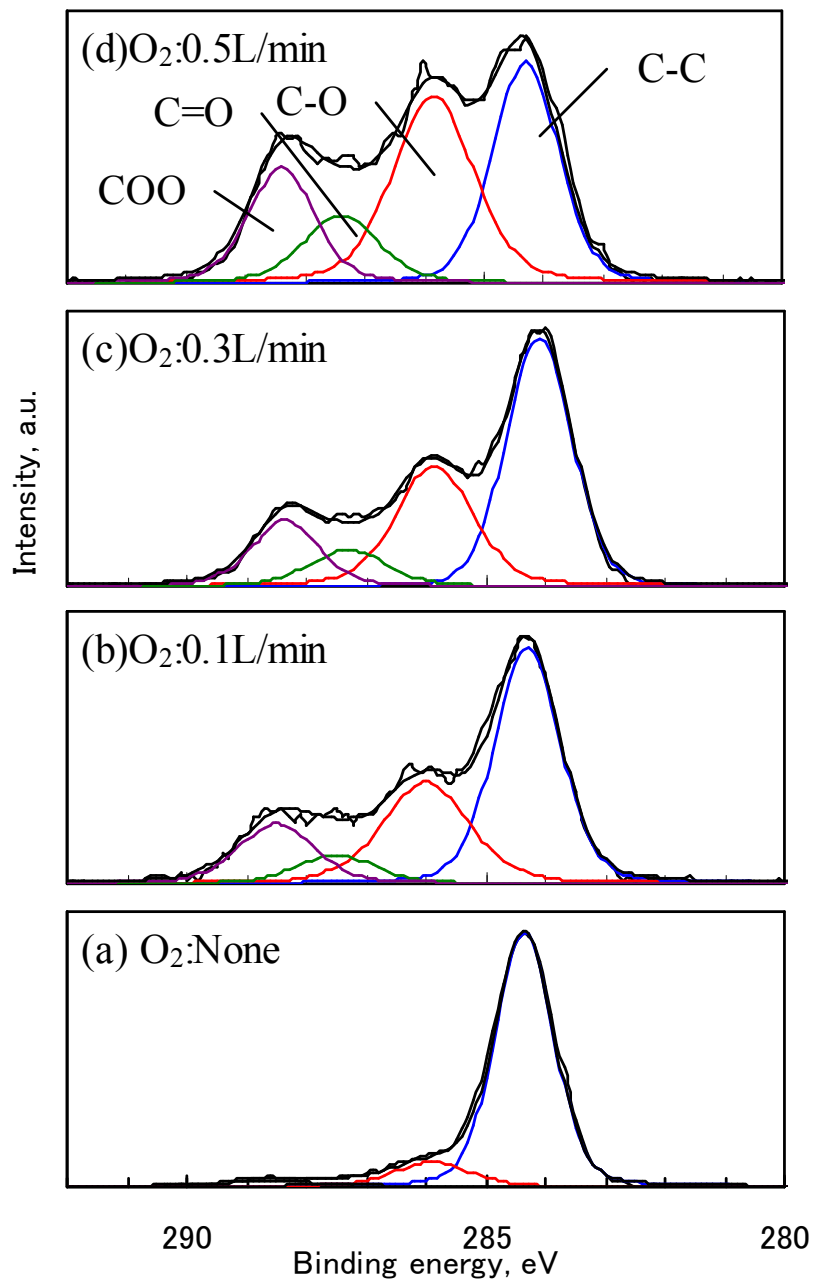 (d)O₂:0.5L/min
C-C
C=O
C-O
COO
(c)O₂:0.3L/min
Intensity, a.u.
(b)O₂:0.1L/min
(a) O₂:None
290 285 280
Binding energy, eV